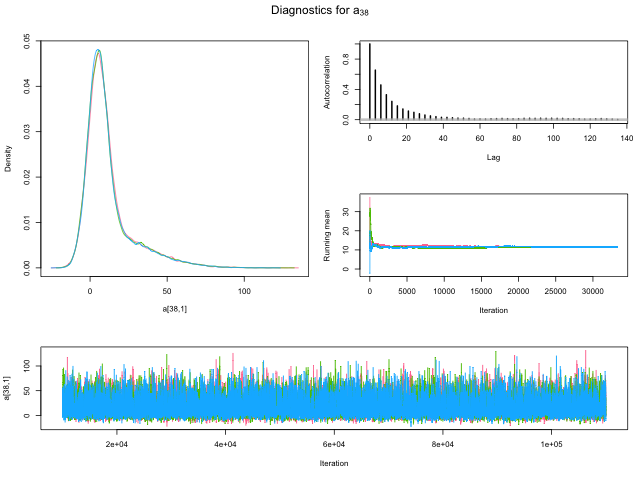 Diagnostics for a38
Density
0.00 0.01 0.02 0.03 0.04 0.05
0 50 100
a[38,1]
Autocorrelation
0.0 0.4 0.8
0 20 40 60 80 100 120 140
Lag
Running mean
0 10 20 30
0 5000 10000 15000 20000 25000 30000
Iteration
a[38,1]
0 50 100
2e+04 4e+04 6e+04 8e+04 1e+05
Iteration